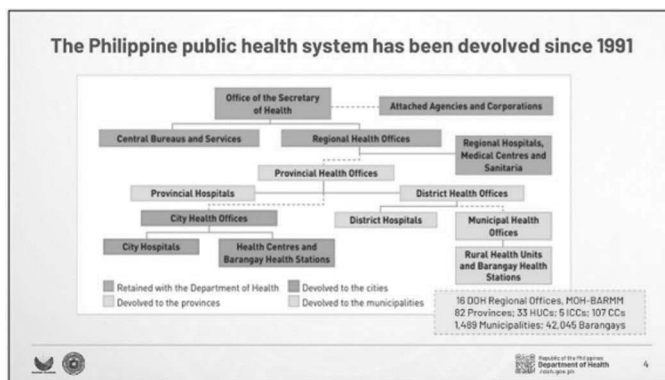 The Philippine public health system has been devolved since 1991
Office of the Secretary
of Health
Attached Agencies and Corporations
Central Bureaus and Services
Regional Health Offices
Regional Hospitals,
Medical Centres and
Sanitaria
Provincial Health Offices
Provincial Hospitals
District Health Offices
City Health Offices
District Hospitals
Municipal Health
Offices
City Hospitals
Health Centres and
Barangay Health Stations
Rural Health Units
and Barangay Health
Stations
Retained with the Department of Health
Devolved to the cities
Devolved to the provinces
Devolved to the municipalities
16 DOH Regional Offices, MOH-BARMM
82 Provinces; 33 HUCs; 5 ICCs; 107 CCs
1,489 Municipalities; 42,045 Barangays
Republic of the Philippines
Department of Health
4